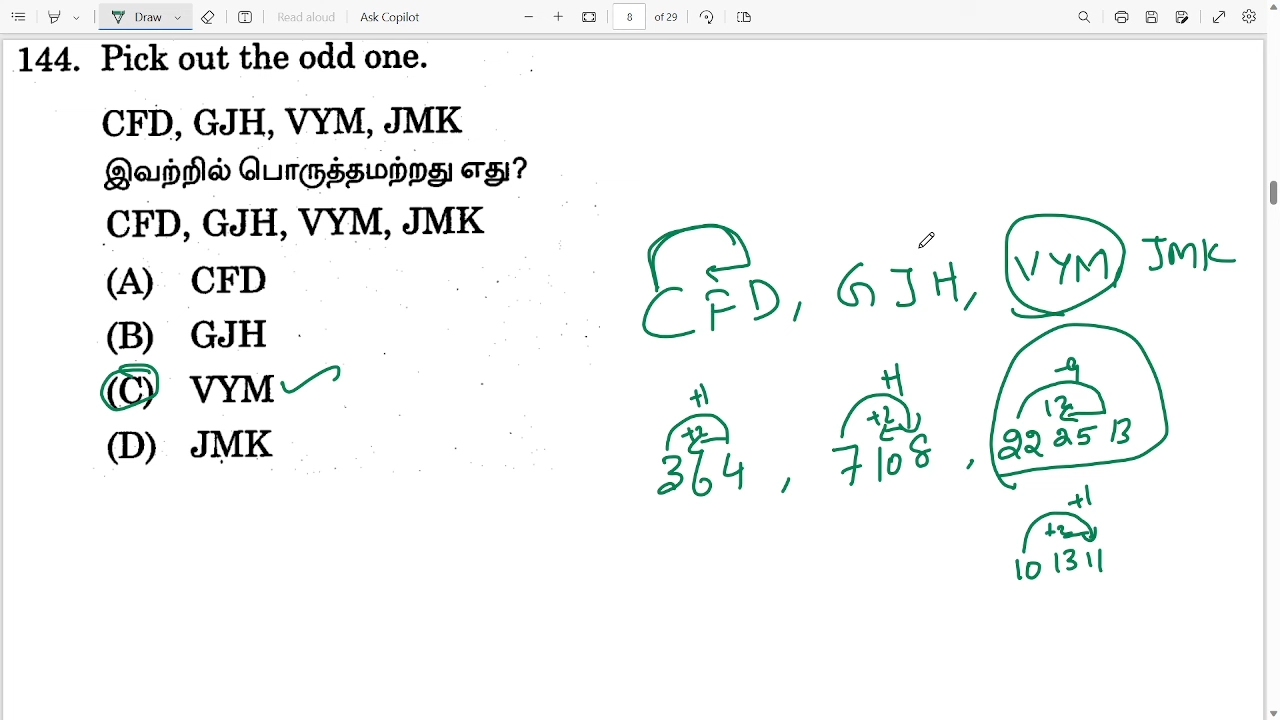 Draw
Read aloud
Ask Copilot
8 of 29
144. Pick out the odd one.
CFD, GJH, VYM, JMK
இவற்றில் பொருத்தமற்றது எது?
CFD, GJH, VYM, JMK
(A) CFD
(B) GJH
(C) VYM
(D) JMK
CFD, GJH, VYM JMK
+1 +1 -9
+2 +2 12
3 6 4, 7 10 8, 22 25 13
+1
+2
10 13 11